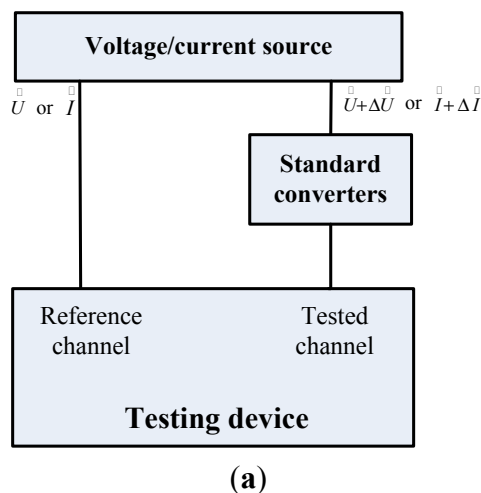 Voltage/current source
U or I
U+ΔU or I+ΔI
Standard
converters
Reference
channel
Tested
channel
Testing device
(a)